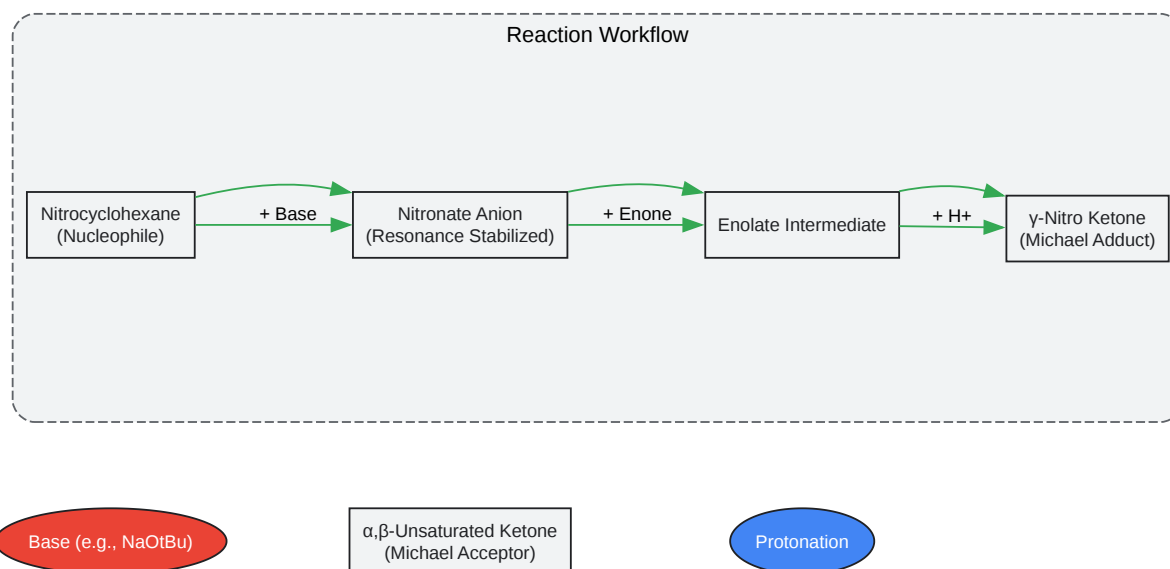 Reaction Workflow
Nitrocyclohexane
(Nucleophile)
+ Base
Nitronate Anion
(Resonance Stabilized)
+ Enone
Enolate Intermediate
+ H+
γ-Nitro Ketone
(Michael Adduct)
Base (e.g., NaOtBu)
α,β-Unsaturated Ketone
(Michael Acceptor)
Protonation